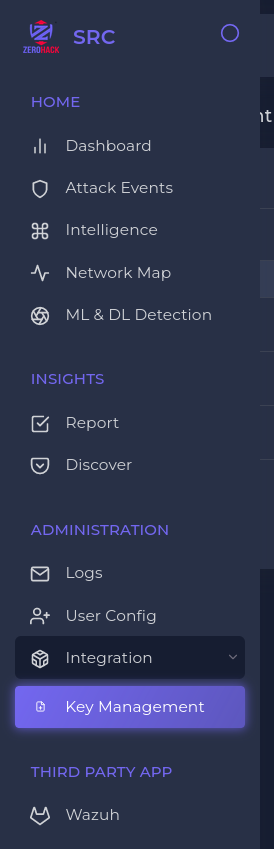 ZEROHACK
SRC
HOME
Dashboard
Attack Events
Intelligence
Network Map
ML & DL Detection
INSIGHTS
Report
Discover
ADMINISTRATION
Logs
User Config
Integration
Key Management
THIRD PARTY APP
Wazuh